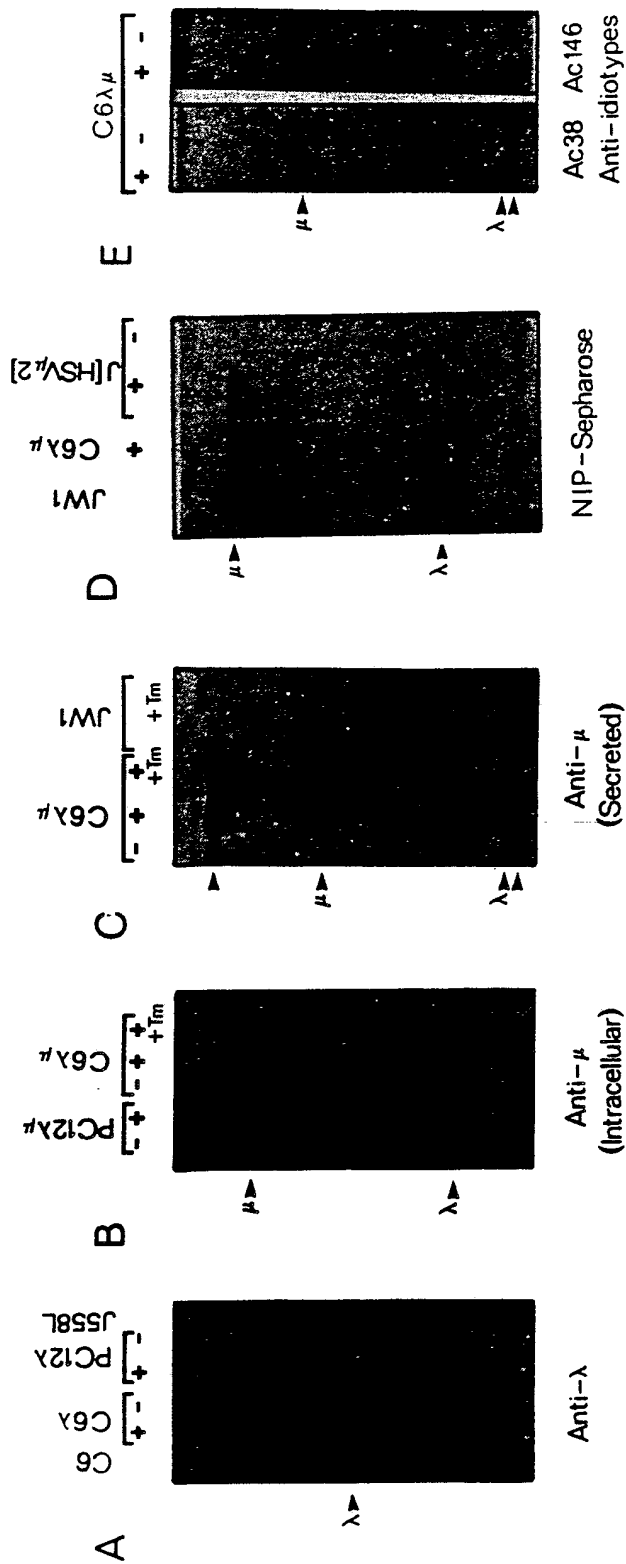 A
C6 C6λ PC12λ J558L
+ - + -
λ
Anti-λ
B
PC12λμ C6λμ
- + - + +
+Tm
μ
λ
Anti-μ
(Intracellular)
C
C6λμ JW1
- + +
+Tm +Tm
μ
λ
Anti-μ
(Secreted)
D
JW1 C6λμ J[HSVμ2]
+ + -
μ
λ
NIP-Sepharose
E
C6λμ
+ - + -
μ
λ
Ac38 Ac146
Anti-idiotypes